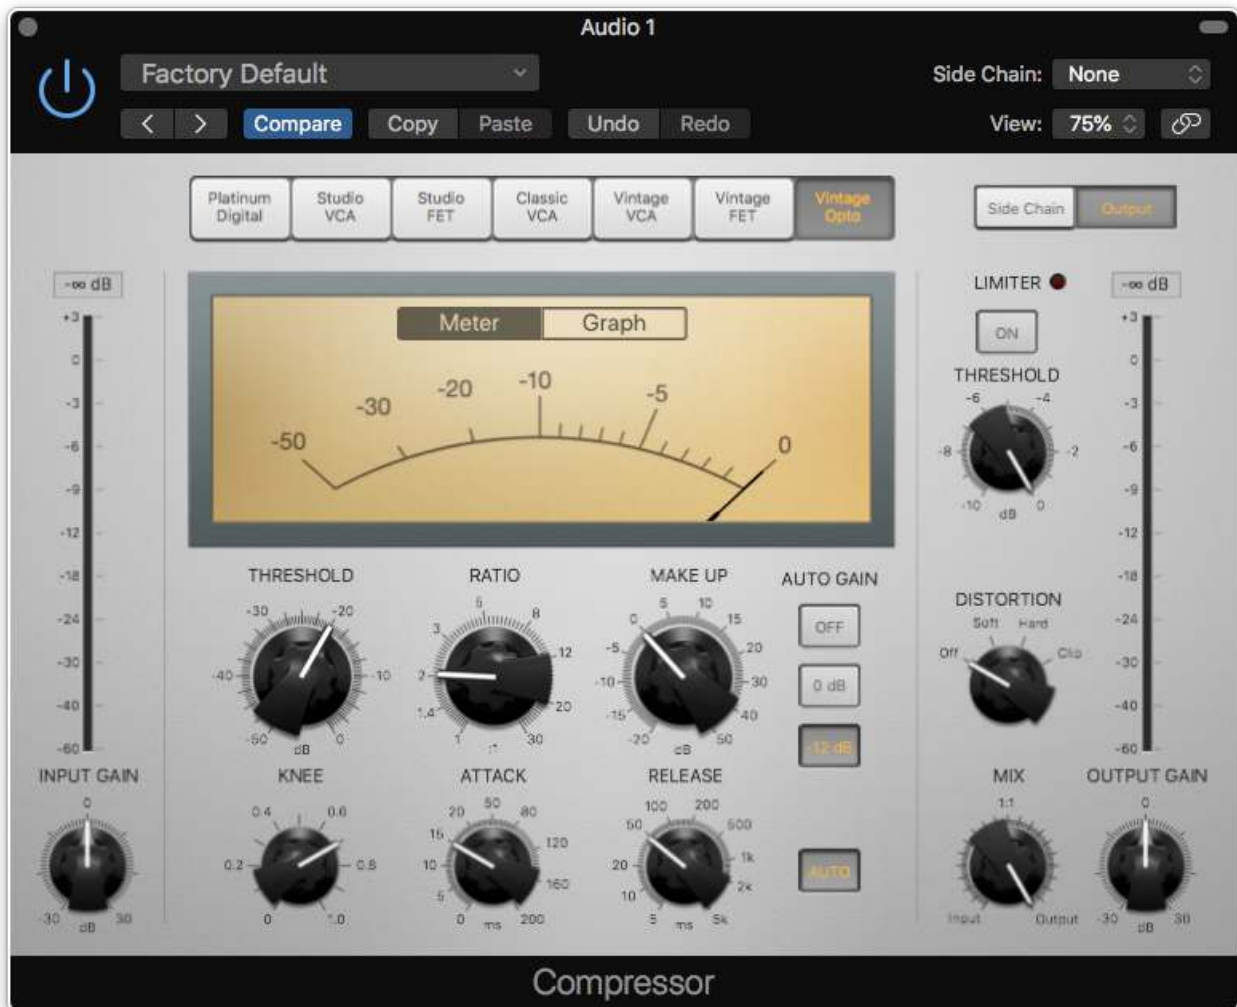 Audio 1
Factory Default
Side Chain: None
Compare Copy Paste Undo Redo
View: 75%
Platinum Digital
Studio VCA
Studio FET
Classic VCA
Vintage VCA
Vintage FET
Vintage Opto
Side Chain Output
-∞ dB
+3
0
-3
-6
-9
-12
-18
-24
-30
-40
-60
INPUT GAIN
0
-30 dB 30
Meter Graph
-50 -30 -20 -10 -5 0
THRESHOLD
-30 -20
-40 -10
-50 dB 0
RATIO
5 8
3 12
2
1.4 20
1 :1 30
MAKE UP
5 10
0 15
-5 20
-10 30
-15 40
-20 dB 50
AUTO GAIN
OFF
0 dB
-12 dB
KNEE
0.4 0.6
0.2 0.8
0 1.0
ATTACK
50
20 80
15 120
10 160
5
0 ms 200
RELEASE
100 200
50 500
20 1k
10 2k
5 ms 5k
AUTO
LIMITER
ON
THRESHOLD
-6 -4
-8 -2
-10 dB 0
DISTORTION
Soft Hard
Off Clip
MIX
1:1
Input Output
-∞ dB
+3
0
-3
-6
-9
-12
-18
-24
-30
-40
-60
OUTPUT GAIN
0
-30 dB 30
Compressor